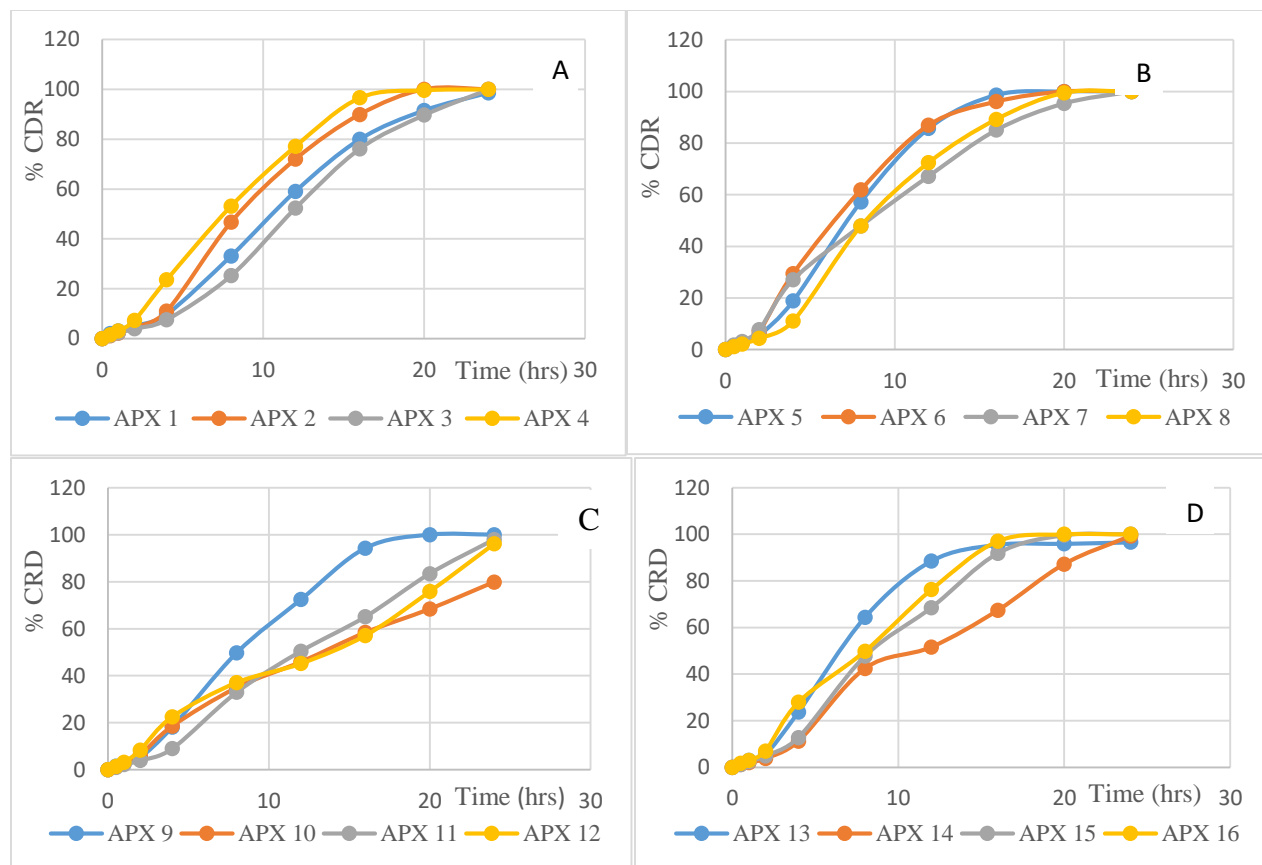 A
% CDR
120
100
80
60
40
20
0
0 10 20 30
Time (hrs)
APX 1 APX 2 APX 3 APX 4
B
% CDR
120
100
80
60
40
20
0
0 10 20 30
Time (hrs)
APX 5 APX 6 APX 7 APX 8
C
% CRD
120
100
80
60
40
20
0
0 10 20 30
Time (hrs)
APX 9 APX 10 APX 11 APX 12
D
% CRD
120
100
80
60
40
20
0
0 10 20 30
Time (hrs)
APX 13 APX 14 APX 15 APX 16